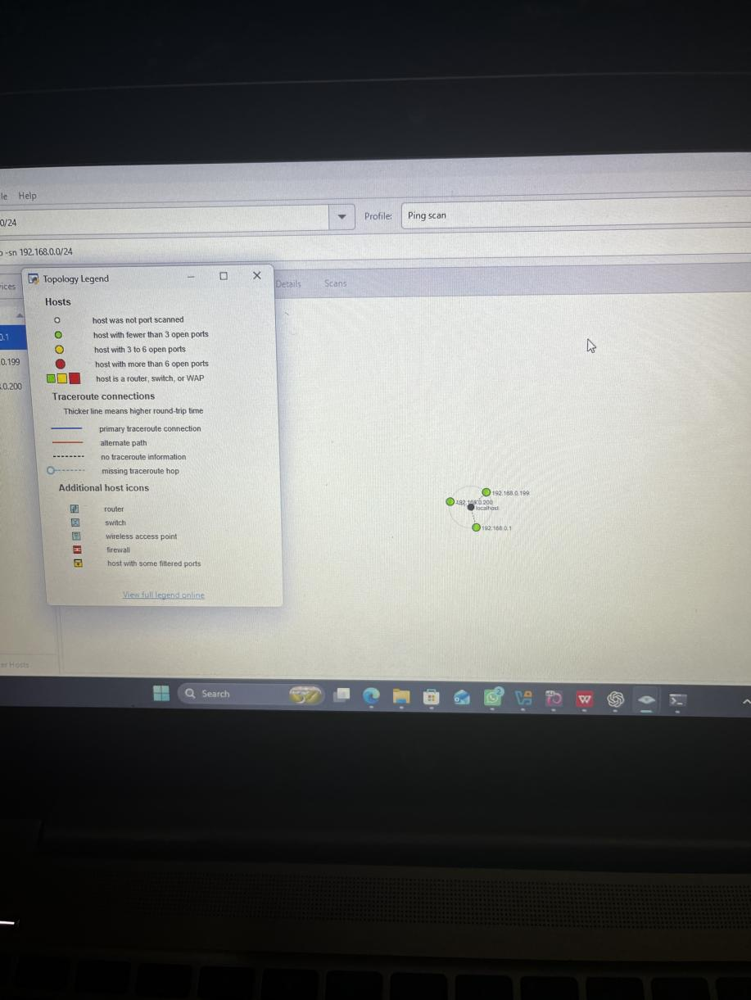 le Help
0/24
Profile:
Ping scan
-sn 192.168.0.0/24
Topology Legend
ices
Details
Scans
Hosts
host was not port scanned
host with fewer than 3 open ports
0.1
host with 3 to 6 open ports
0.199
host with more than 6 open ports
host is a router, switch, or WAP
.0.200
Traceroute connections
Thicker line means higher round-trip time
primary traceroute connection
alternate path
no traceroute information
missing traceroute hop
Additional host icons
router
switch
wireless access point
firewall
host with some filtered ports
View full legend online
192.168.0.199
192.168.0.200
localhost
192.168.0.1
er Hosts
Search
2